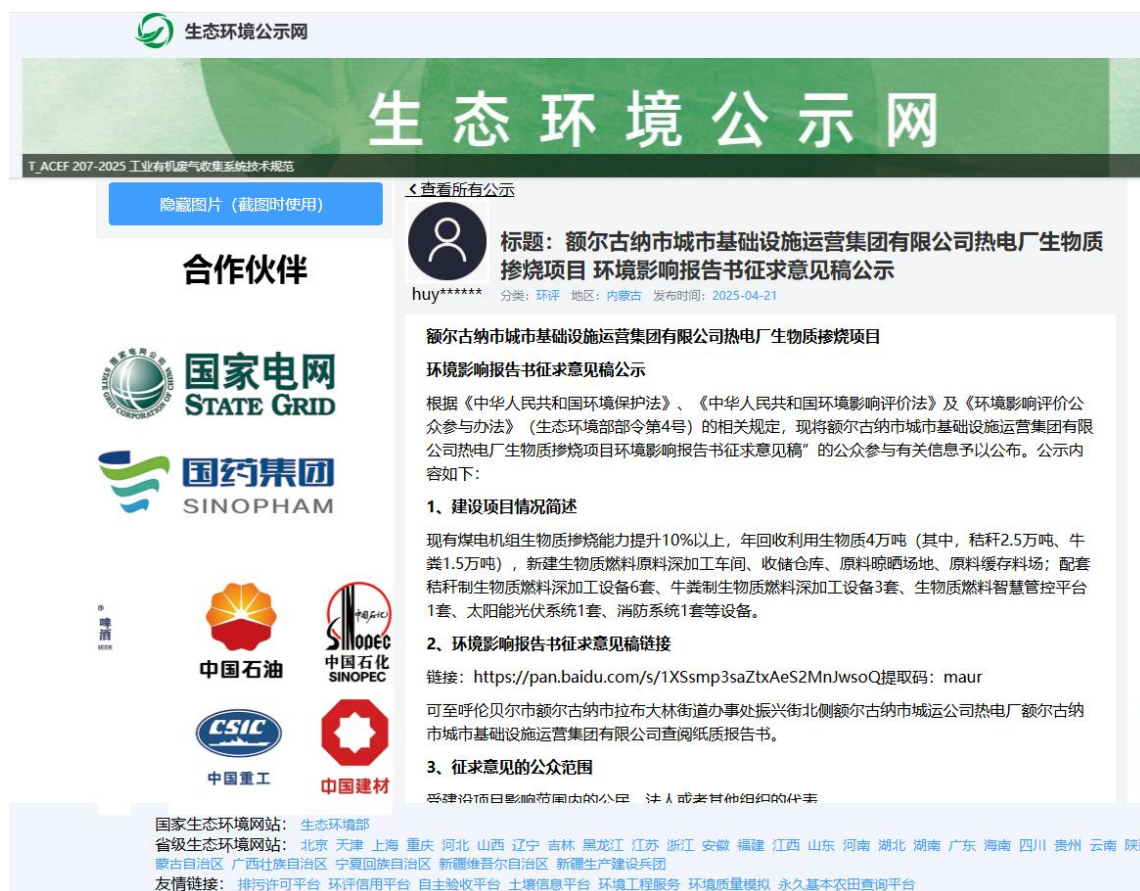 生态环境公示网
生态环境公示网
T_ACEF 207-2025 工业有机废气收集系统技术规范
隐藏图片（截图时使用）
合作伙伴
国家电网
STATE GRID
STATE GRID CORPORATION OF CHINA
国药集团
SINOPHAM
®
啤酒
BEER
中国石油
中国石化
SINOPEC
中国石化
SINOPEC
CSIC
中国重工
中国建材
<查看所有公示
huy******
标题：额尔古纳市城市基础设施运营集团有限公司热电厂生物质
掺烧项目 环境影响报告书征求意见稿公示
分类：环评 地区：内蒙古 发布时间：2025-04-21
额尔古纳市城市基础设施运营集团有限公司热电厂生物质掺烧项目
环境影响报告书征求意见稿公示
根据《中华人民共和国环境保护法》、《中华人民共和国环境影响评价法》及《环境影响评价公
众参与办法》（生态环境部部令第4号）的相关规定，现将额尔古纳市城市基础设施运营集团有限
公司热电厂生物质掺烧项目环境影响报告书征求意见稿”的公众参与有关信息予以公布。公示内
容如下：
1、建设项目情况简述
现有煤电机组生物质掺烧能力提升10%以上，年回收利用生物质4万吨（其中，秸秆2.5万吨、牛
粪1.5万吨），新建生物质燃料原料深加工车间、收储仓库、原料晾晒场地、原料缓存料场；配套
秸秆制生物质燃料深加工设备6套、牛粪制生物质燃料深加工设备3套、生物质燃料智慧管控平台
1套、太阳能光伏系统1套、消防系统1套等设备。
2、环境影响报告书征求意见稿链接
链接：https://pan.baidu.com/s/1XSsmp3saZtxAeS2MnJwsoQ提取码：maur
可至呼伦贝尔市额尔古纳市拉布大林街道办事处振兴街北侧额尔古纳市城运公司热电厂额尔古纳
市城市基础设施运营集团有限公司查阅纸质报告书。
3、征求意见的公众范围
受建设项目影响范围内的公民、法人或者其他组织的代表
国家生态环境网站：生态环境部
省级生态环境网站：北京 天津 上海 重庆 河北 山西 辽宁 吉林 黑龙江 江苏 浙江 安徽 福建 江西 山东 河南 湖北 湖南 广东 海南 四川 贵州 云南
蒙古自治区 广西壮族自治区 宁夏回族自治区 新疆维吾尔自治区 新疆生产建设兵团
友情链接：排污许可平台 环评信用平台 自主验收平台 土壤信息平台 环境工程服务 环境质量模拟 永久基本农田查询平台